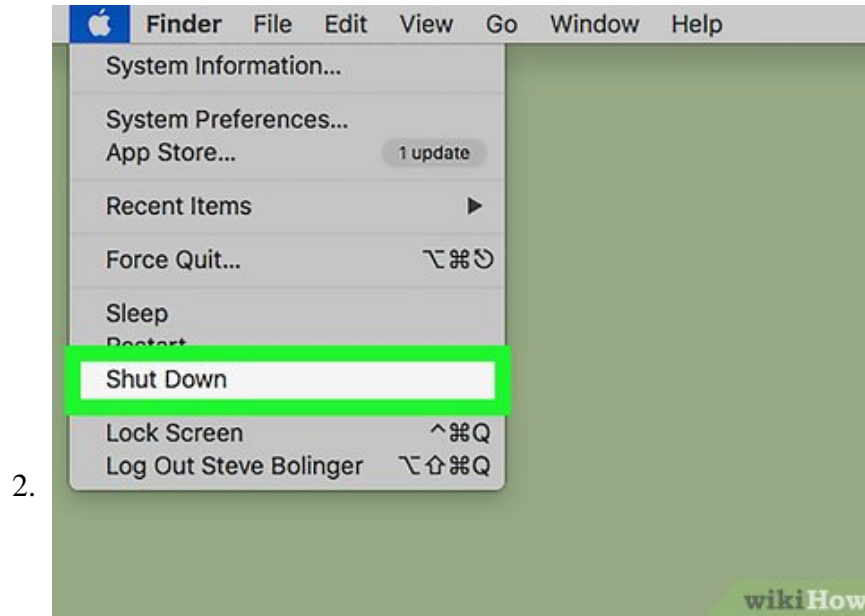 Finder File Edit View Go Window Help
System Information...
System Preferences...
App Store... 1 update
Recent Items ▶
Force Quit... ⌥⌘⎋
Sleep
Restart
Shut Down
Lock Screen ^⌘Q
Log Out Steve Bolinger ⌥⇧⌘Q
2.
wikiHow